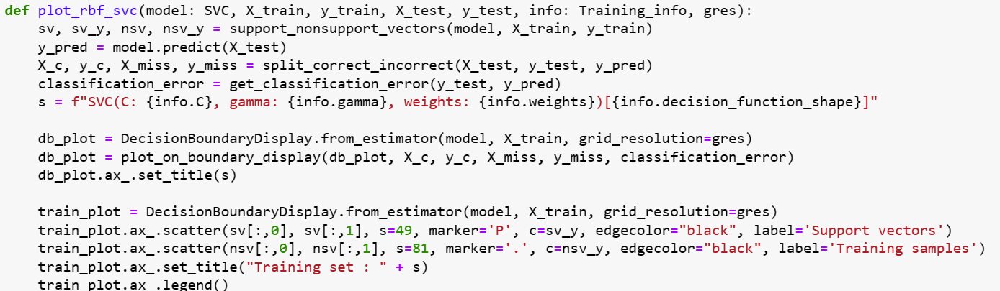 def plot_rbf_svc(model: SVC, X_train, y_train, X_test, y_test, info: Training_info, gres):
    sv, sv_y, nsv, nsv_y = support_nonsupport_vectors(model, X_train, y_train)
    y_pred = model.predict(X_test)
    X_c, y_c, X_miss, y_miss = split_correct_incorrect(X_test, y_test, y_pred)
    classification_error = get_classification_error(y_test, y_pred)
    s = f"SVC(C: {info.C}, gamma: {info.gamma}, weights: {info.weights})[{info.decision_function_shape}]"

    db_plot = DecisionBoundaryDisplay.from_estimator(model, X_train, grid_resolution=gres)
    db_plot = plot_on_boundary_display(db_plot, X_c, y_c, X_miss, y_miss, classification_error)
    db_plot.ax_.set_title(s)

    train_plot = DecisionBoundaryDisplay.from_estimator(model, X_train, grid_resolution=gres)
    train_plot.ax_.scatter(sv[:,0], sv[:,1], s=49, marker='P', c=sv_y, edgecolor="black", label='Support vectors')
    train_plot.ax_.scatter(nsv[:,0], nsv[:,1], s=81, marker='.', c=nsv_y, edgecolor="black", label='Training samples')
    train_plot.ax_.set_title("Training set : " + s)
    train_plot.ax_.legend()